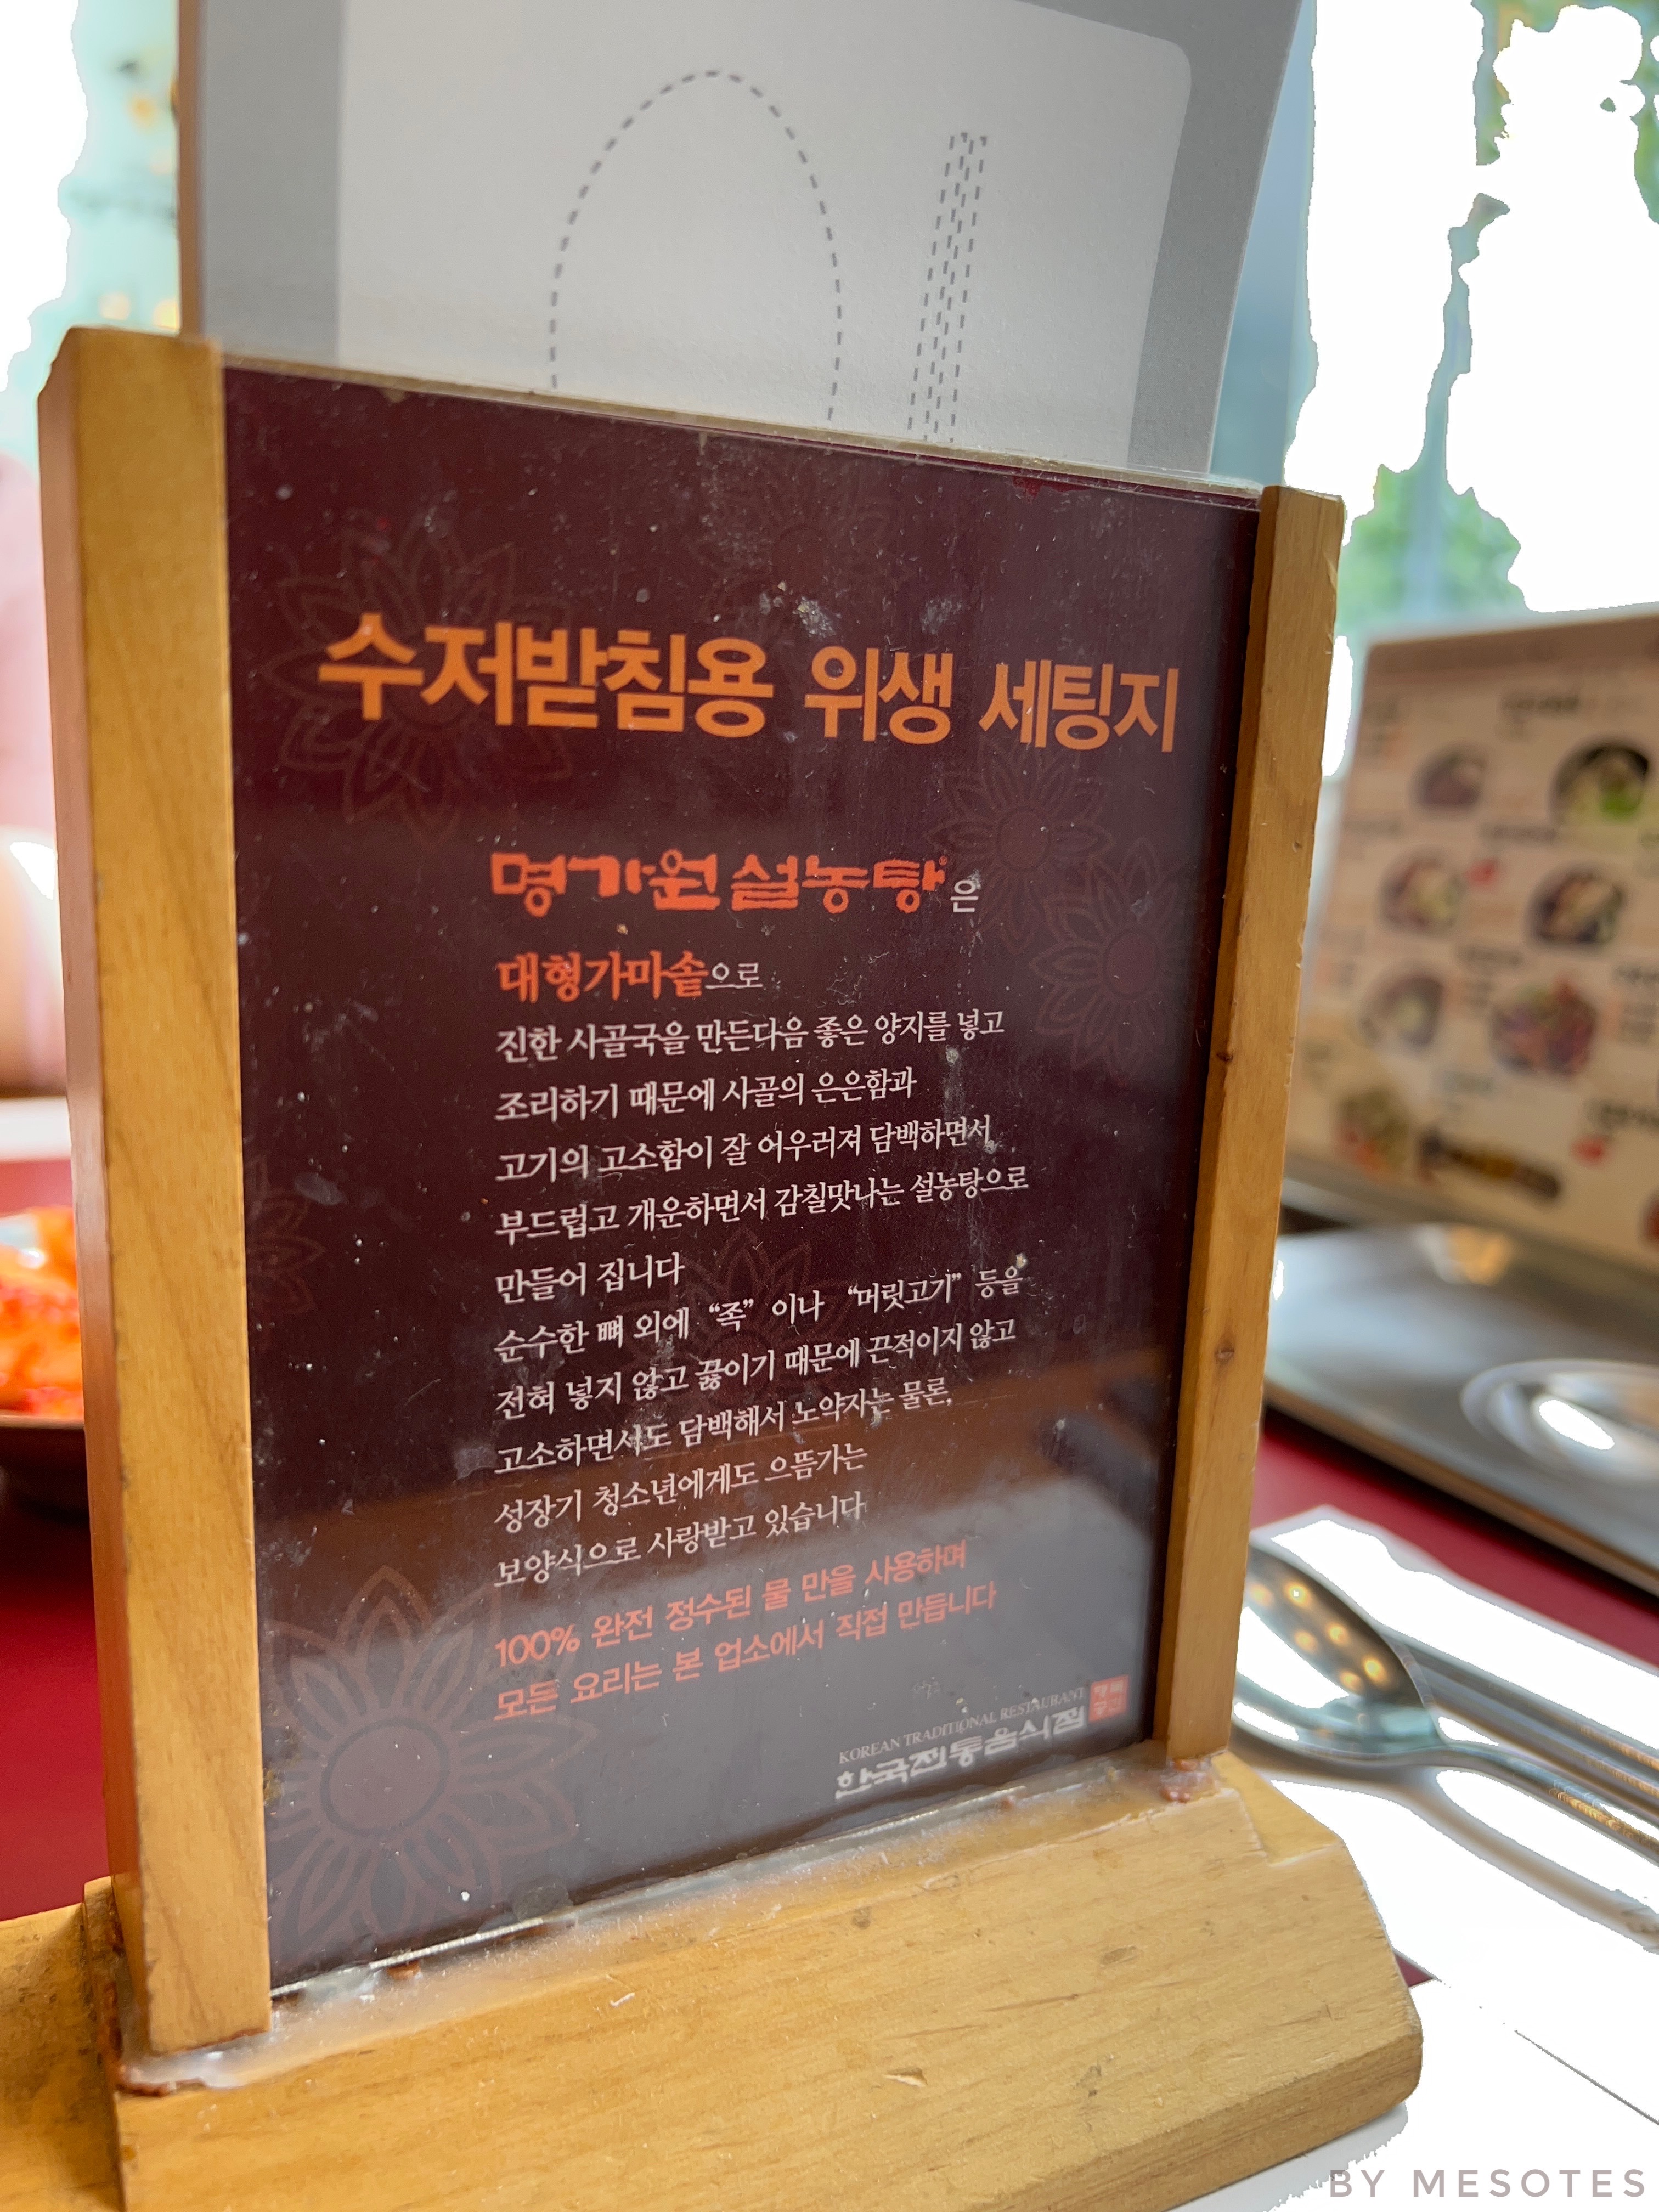 수저받침용 위생 세팅지
명가원설농탕은
대형가마솥으로
진한 사골국을 만든다음 좋은 양지를 넣고
조리하기 때문에 사골의 은은함과
고기의 고소함이 잘 어우러져 담백하면서
부드럽고 개운하면서 감칠맛나는 설농탕으로
만들어 집니다
순수한 뼈 외에 “족” 이나 “머릿고기” 등을
전혀 넣지 않고 끓이기 때문에 끈적이지 않고
고소하면서도 담백해서 노약자는 물론,
성장기 청소년에게도 으뜸가는
보양식으로 사랑받고 있습니다
100% 완전 정수된 물 만을 사용하며
모든 요리는 본 업소에서 직접 만듭니다
KOREAN TRADITIONAL RESTAURANT
한국전통음식점
BY MESOTES